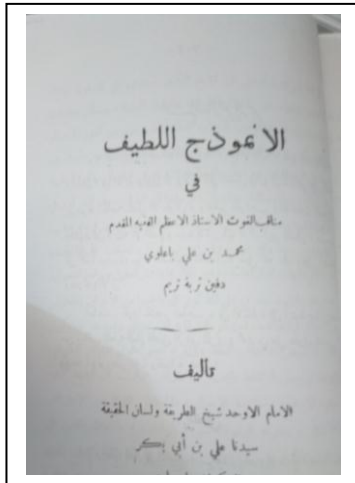 الانموذج اللطيف
في
مناقب الغوث الاستاذ الاعظم الفقيه المقدم
محمد بن علي باعلوي
دفين تربة تريم
تأليف
الامام الاوحد شيخ الطريقة ولسان الحقيقة
سيدنا علي بن أبي بكر